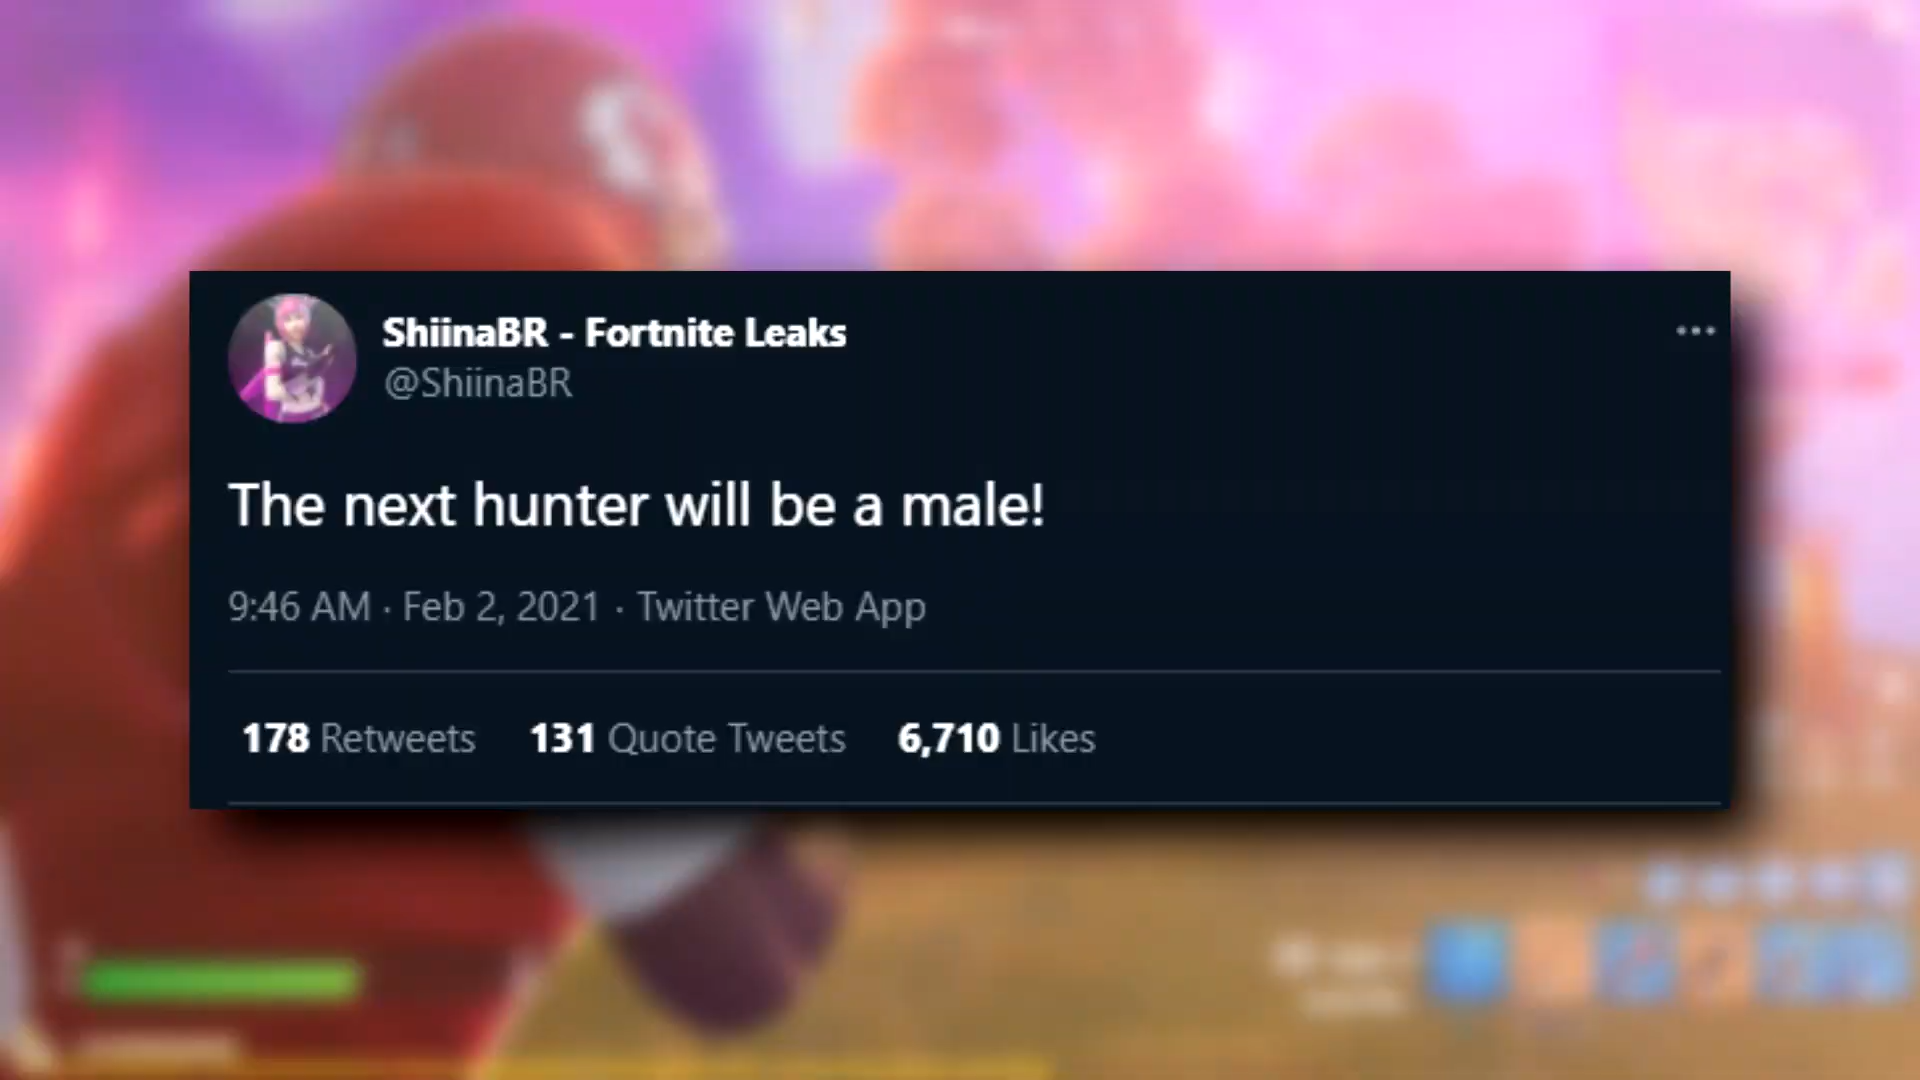 ShiinaBR - Fortnite Leaks
@ShiinaBR
The next hunter will be a male!
9:46 AM · Feb 2, 2021 · Twitter Web App
178 Retweets 131 Quote Tweets 6,710 Likes